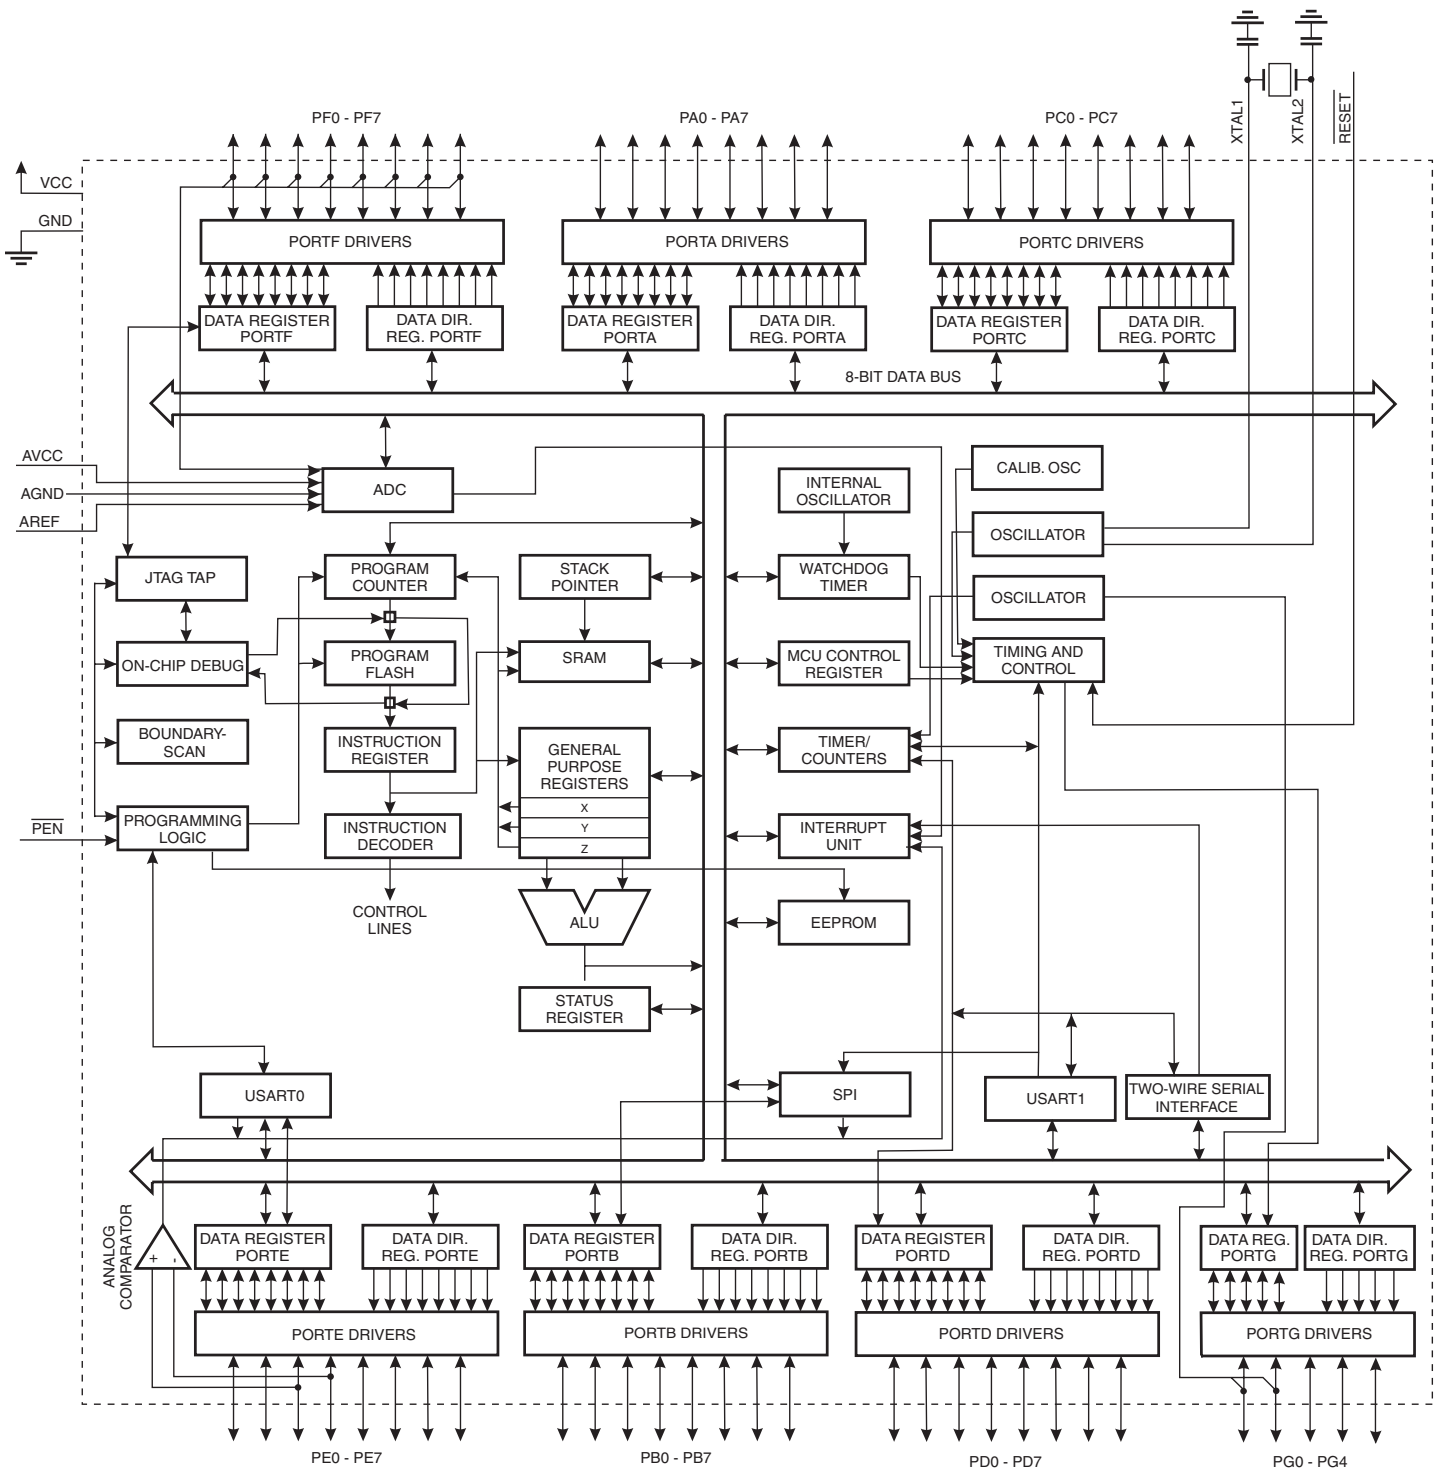 XTAL1
XTAL2
RESET
PF0 - PF7
PA0 - PA7
PC0 - PC7
VCC
GND
PORTF DRIVERS
PORTA DRIVERS
PORTC DRIVERS
DATA REGISTER
PORTF
DATA DIR.
REG. PORTF
DATA REGISTER
PORTA
DATA DIR.
REG. PORTA
DATA REGISTER
PORTC
DATA DIR.
REG. PORTC
8-BIT DATA BUS
AVCC
AGND
AREF
ADC
INTERNAL
OSCILLATOR
CALIB. OSC
OSCILLATOR
JTAG TAP
PROGRAM
COUNTER
STACK
POINTER
WATCHDOG
TIMER
OSCILLATOR
ON-CHIP DEBUG
PROGRAM
FLASH
SRAM
MCU CONTROL
REGISTER
TIMING AND
CONTROL
BOUNDARY-
SCAN
INSTRUCTION
REGISTER
GENERAL
PURPOSE
REGISTERS
X
Y
Z
TIMER/
COUNTERS
PEN
PROGRAMMING
LOGIC
INSTRUCTION
DECODER
INTERRUPT
UNIT
CONTROL
LINES
ALU
EEPROM
STATUS
REGISTER
USART0
SPI
USART1
TWO-WIRE SERIAL
INTERFACE
ANALOG
COMPARATOR
+
-
DATA REGISTER
PORTE
DATA DIR.
REG. PORTE
DATA REGISTER
PORTB
DATA DIR.
REG. PORTB
DATA REGISTER
PORTD
DATA DIR.
REG. PORTD
DATA REG.
PORTG
DATA DIR.
REG. PORTG
PORTE DRIVERS
PORTB DRIVERS
PORTD DRIVERS
PORTG DRIVERS
PE0 - PE7
PB0 - PB7
PD0 - PD7
PG0 - PG4